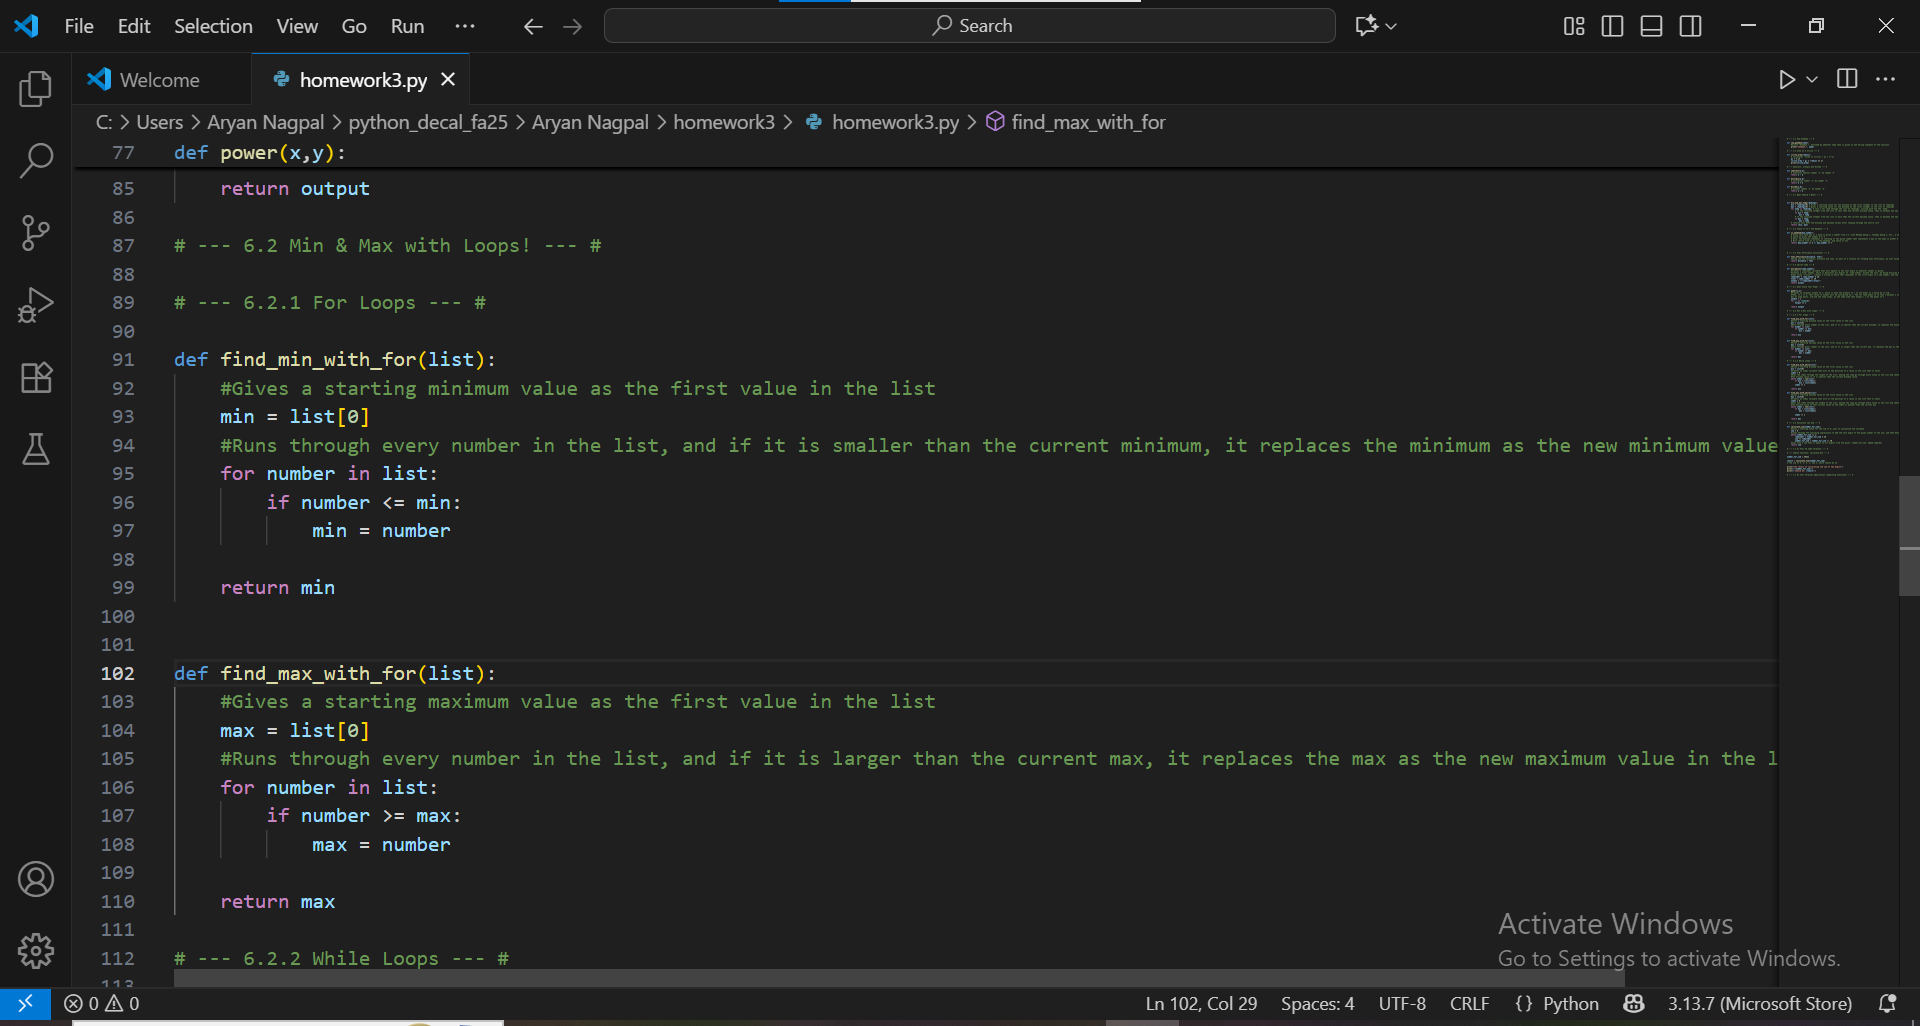 File Edit Selection View Go Run ··· Search
Welcome homework3.py
C: > Users > Aryan Nagpal > python_decal_fa25 > Aryan Nagpal > homework3 > homework3.py > find_max_with_for
77 def power(x,y):
85     return output
86
87 # --- 6.2 Min & Max with Loops! --- #
88
89 # --- 6.2.1 For Loops --- #
90
91 def find_min_with_for(list):
92     #Gives a starting minimum value as the first value in the list
93     min = list[0]
94     #Runs through every number in the list, and if it is smaller than the current minimum, it replaces the minimum as the new minimum value
95     for number in list:
96         if number <= min:
97             min = number
98
99     return min
100
101
102 def find_max_with_for(list):
103     #Gives a starting maximum value as the first value in the list
104     max = list[0]
105     #Runs through every number in the list, and if it is larger than the current max, it replaces the max as the new maximum value in the l
106     for number in list:
107         if number >= max:
108             max = number
109
110     return max
111
112 # --- 6.2.2 While Loops --- #
113
Activate Windows
Go to Settings to activate Windows.
0 0 Ln 102, Col 29 Spaces: 4 UTF-8 CRLF {} Python 3.13.7 (Microsoft Store)